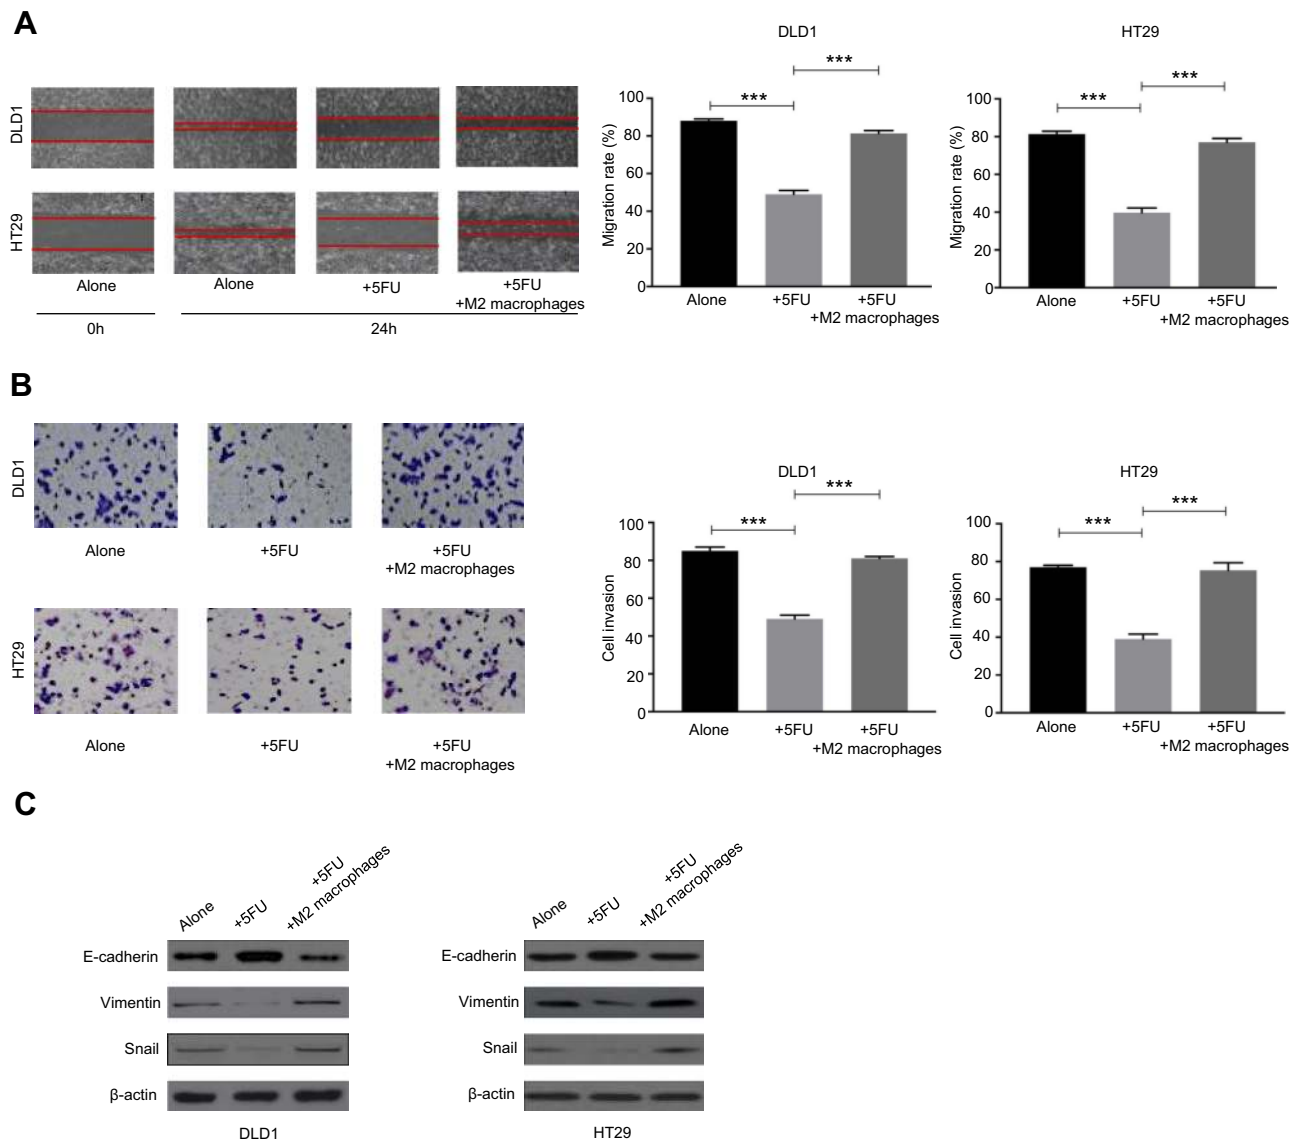 A
DLD1
HT29
Alone
Alone
+5FU
+5FU
+M2 macrophages
0h
24h
DLD1
***
***
Migration rate (%)
100
80
60
40
20
0
Alone
+5FU
+5FU
+M2 macrophages
HT29
***
***
Migration rate (%)
100
80
60
40
20
0
Alone
+5FU
+5FU
+M2 macrophages
B
DLD1
Alone
+5FU
+5FU
+M2 macrophages
HT29
Alone
+5FU
+5FU
+M2 macrophages
DLD1
***
***
Cell invasion
100
80
60
40
20
0
Alone
+5FU
+5FU
+M2 macrophages
HT29
***
***
Cell invasion
100
80
60
40
20
0
Alone
+5FU
+5FU
+M2 macrophages
C
Alone
+5FU
+5FU
+M2 macrophages
E-cadherin
Vimentin
Snail
β-actin
DLD1
Alone
+5FU
+5FU
+M2 macrophages
E-cadherin
Vimentin
Snail
β-actin
HT29